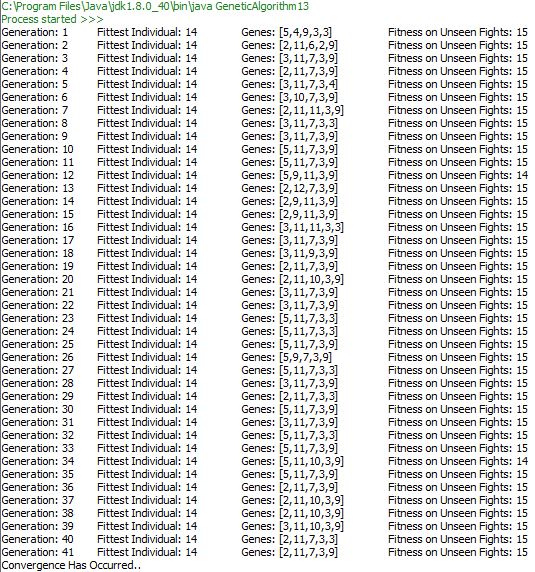 C:\Program Files\Java\jdk1.8.0_40\bin\java GeneticAlgorithm13
Process started >>>
Generation: 1 Fittest Individual: 14 Genes: [5,4,9,3,3] Fitness on Unseen Fights: 15
Generation: 2 Fittest Individual: 14 Genes: [2,11,6,2,9] Fitness on Unseen Fights: 15
Generation: 3 Fittest Individual: 14 Genes: [3,11,7,3,9] Fitness on Unseen Fights: 15
Generation: 4 Fittest Individual: 14 Genes: [2,11,7,3,9] Fitness on Unseen Fights: 15
Generation: 5 Fittest Individual: 14 Genes: [3,11,7,3,4] Fitness on Unseen Fights: 15
Generation: 6 Fittest Individual: 14 Genes: [3,10,7,3,9] Fitness on Unseen Fights: 15
Generation: 7 Fittest Individual: 14 Genes: [2,11,11,3,9] Fitness on Unseen Fights: 15
Generation: 8 Fittest Individual: 14 Genes: [3,11,7,3,3] Fitness on Unseen Fights: 15
Generation: 9 Fittest Individual: 14 Genes: [3,11,7,3,9] Fitness on Unseen Fights: 15
Generation: 10 Fittest Individual: 14 Genes: [5,11,7,3,9] Fitness on Unseen Fights: 15
Generation: 11 Fittest Individual: 14 Genes: [5,11,7,3,9] Fitness on Unseen Fights: 15
Generation: 12 Fittest Individual: 14 Genes: [5,9,11,3,9] Fitness on Unseen Fights: 14
Generation: 13 Fittest Individual: 14 Genes: [2,12,7,3,9] Fitness on Unseen Fights: 15
Generation: 14 Fittest Individual: 14 Genes: [2,9,11,3,9] Fitness on Unseen Fights: 15
Generation: 15 Fittest Individual: 14 Genes: [2,9,11,3,9] Fitness on Unseen Fights: 15
Generation: 16 Fittest Individual: 14 Genes: [3,11,11,3,3] Fitness on Unseen Fights: 15
Generation: 17 Fittest Individual: 14 Genes: [3,11,7,3,9] Fitness on Unseen Fights: 15
Generation: 18 Fittest Individual: 14 Genes: [3,11,9,3,9] Fitness on Unseen Fights: 15
Generation: 19 Fittest Individual: 14 Genes: [2,11,7,3,9] Fitness on Unseen Fights: 15
Generation: 20 Fittest Individual: 14 Genes: [2,11,10,3,9] Fitness on Unseen Fights: 15
Generation: 21 Fittest Individual: 14 Genes: [3,11,7,3,9] Fitness on Unseen Fights: 15
Generation: 22 Fittest Individual: 14 Genes: [3,11,7,3,9] Fitness on Unseen Fights: 15
Generation: 23 Fittest Individual: 14 Genes: [5,11,7,3,3] Fitness on Unseen Fights: 15
Generation: 24 Fittest Individual: 14 Genes: [5,11,7,3,3] Fitness on Unseen Fights: 15
Generation: 25 Fittest Individual: 14 Genes: [5,11,7,3,9] Fitness on Unseen Fights: 15
Generation: 26 Fittest Individual: 14 Genes: [5,9,7,3,9] Fitness on Unseen Fights: 15
Generation: 27 Fittest Individual: 14 Genes: [5,11,7,3,3] Fitness on Unseen Fights: 15
Generation: 28 Fittest Individual: 14 Genes: [3,11,7,3,9] Fitness on Unseen Fights: 15
Generation: 29 Fittest Individual: 14 Genes: [2,11,7,3,3] Fitness on Unseen Fights: 15
Generation: 30 Fittest Individual: 14 Genes: [5,11,7,3,9] Fitness on Unseen Fights: 15
Generation: 31 Fittest Individual: 14 Genes: [3,11,7,3,9] Fitness on Unseen Fights: 15
Generation: 32 Fittest Individual: 14 Genes: [5,11,7,3,3] Fitness on Unseen Fights: 15
Generation: 33 Fittest Individual: 14 Genes: [5,11,7,3,3] Fitness on Unseen Fights: 15
Generation: 34 Fittest Individual: 14 Genes: [5,11,10,3,9] Fitness on Unseen Fights: 14
Generation: 35 Fittest Individual: 14 Genes: [5,11,7,3,9] Fitness on Unseen Fights: 15
Generation: 36 Fittest Individual: 14 Genes: [2,11,7,3,9] Fitness on Unseen Fights: 15
Generation: 37 Fittest Individual: 14 Genes: [2,11,10,3,9] Fitness on Unseen Fights: 15
Generation: 38 Fittest Individual: 14 Genes: [2,11,10,3,9] Fitness on Unseen Fights: 15
Generation: 39 Fittest Individual: 14 Genes: [3,11,10,3,9] Fitness on Unseen Fights: 15
Generation: 40 Fittest Individual: 14 Genes: [2,11,7,3,3] Fitness on Unseen Fights: 15
Generation: 41 Fittest Individual: 14 Genes: [2,11,7,3,9] Fitness on Unseen Fights: 15
Convergence Has Occurred..